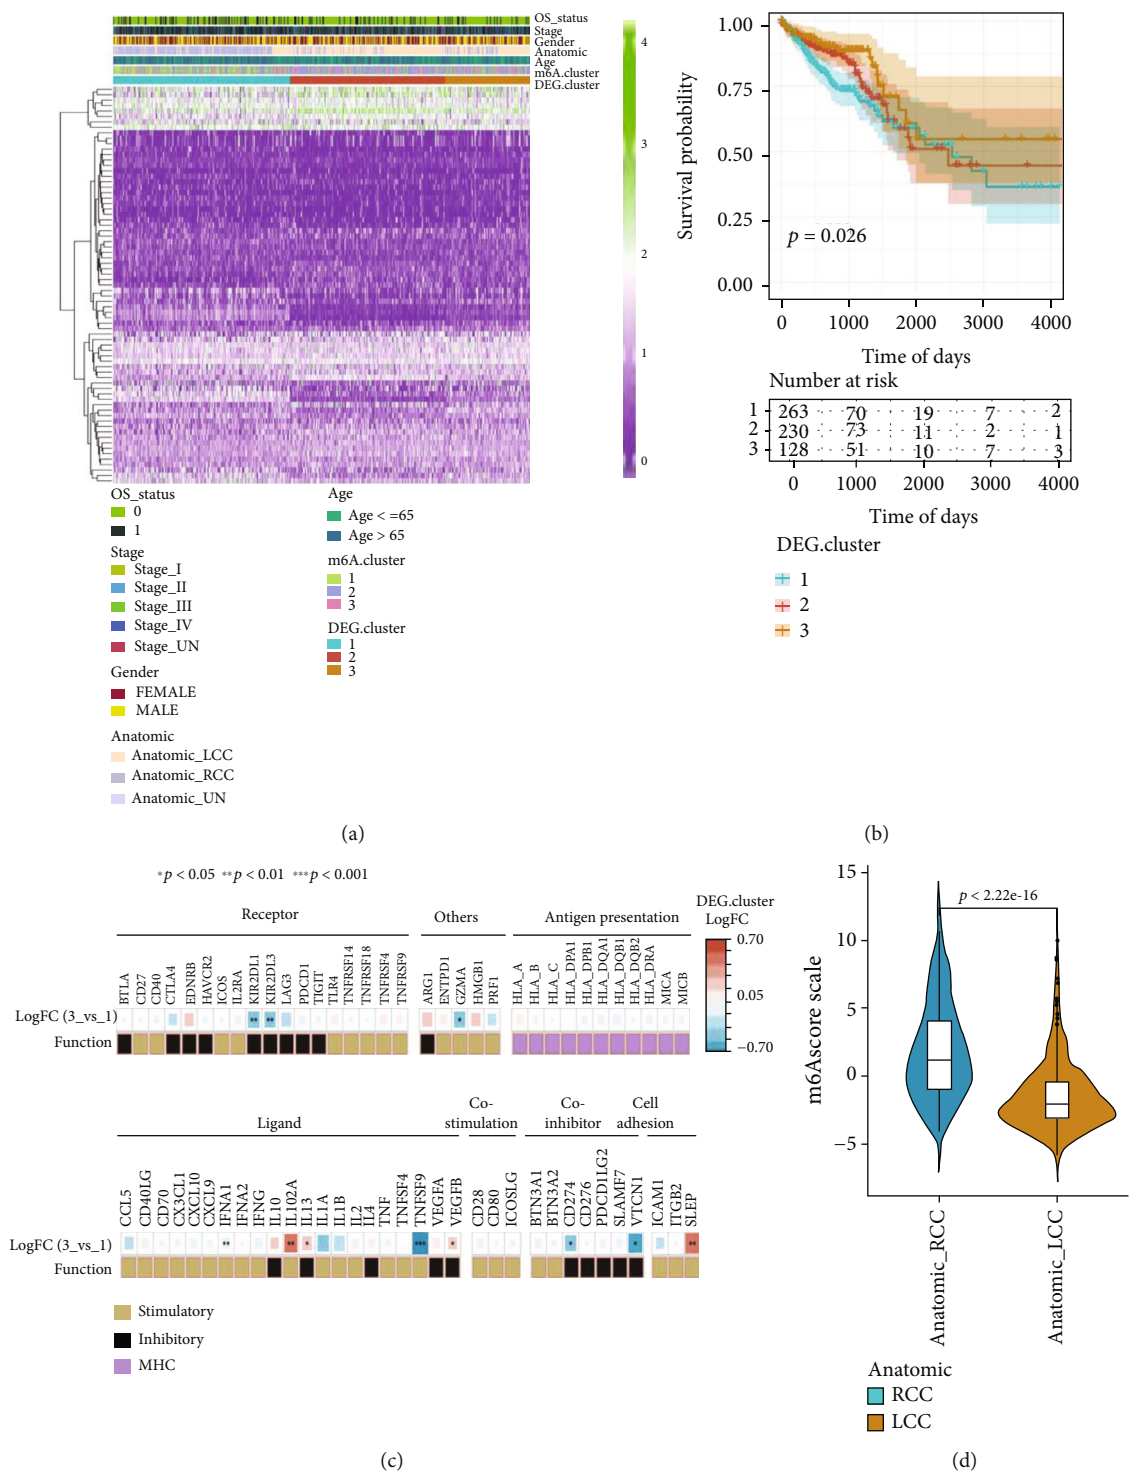 OS_status
Stage
Gender
Anatomic
Age
m6A.cluster
DEG.cluster
4
3
2
1
0
OS_status
0
1
Stage
Stage_I
Stage_II
Stage_III
Stage_IV
Stage_UN
Gender
FEMALE
MALE
Anatomic
Anatomic_LCC
Anatomic_RCC
Anatomic_UN
Age
Age < =65
Age > 65
m6A.cluster
1
2
3
DEG.cluster
1
2
3
(a)
1.00
0.75
0.50
0.25
0.00
Survival probability
p = 0.026
0 1000 2000 3000 4000
Time of days
Number at risk
1 263 70 19 7 2
2 230 73 11 2 1
3 128 51 10 7 3
0 1000 2000 3000 4000
Time of days
DEG.cluster
1
2
3
(b)
*p < 0.05 **p < 0.01 ***p < 0.001
Receptor Others Antigen presentation
BTLA CD27 CD40 CTLA4 EDNRB HAVCR2 ICOS IL2RA KIR2DL1 KIR2DL3 LAG3 PDCD1 TIGIT TLR4 TNFRSF14 TNFRSF18 TNFRSF4 TNFRSF9 ARG1 ENTPD1 GZMA HMGB1 PRF1 HLA_A HLA_B HLA_C HLA_DPA1 HLA_DPB1 HLA_DQA1 HLA_DQB1 HLA_DQB2 HLA_DRA MICA MICB
LogFC (3_vs_1) ** ** *
Function
DEG.cluster
LogFC
0.70
0.05
−0.70
Ligand Co-stimulation Co-inhibitor Cell adhesion
CCL5 CD40LG CD70 CX3CL1 CXCL10 CXCL9 IFNA1 IFNA2 IFNG IL10 IL102A IL13 IL1A IL1B IL2 IL4 TNF TNFSF4 TNFSF9 VEGFA VEGFB CD28 CD80 ICOSLG BTN3A1 BTN3A2 CD274 CD276 PDCD1LG2 SLAMF7 VTCN1 ICAM1 ITGB2 SLEP
LogFC (3_vs_1) ** ** * *** * * * **
Function
Stimulatory
Inhibitory
MHC
(c)
15
10
5
0
−5
m6Ascore scale
p < 2.22e-16
Anatomic_RCC
Anatomic_LCC
Anatomic
RCC
LCC
(d)